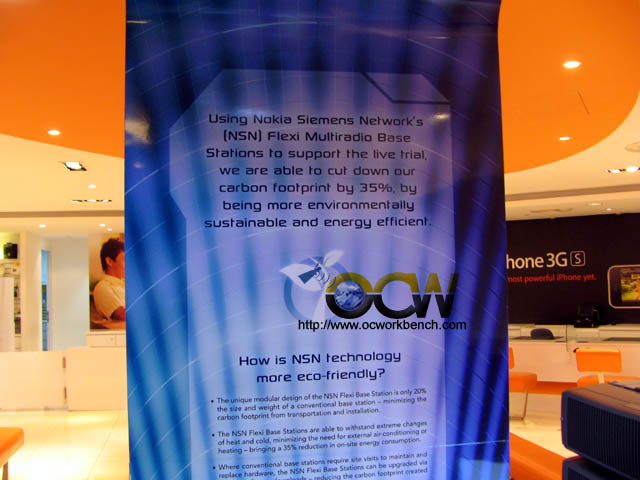 Using Nokia Siemens Network's
(NSN) Flexi Multiradio Base
Stations to support the live trial,
we are able to cut down our
carbon footprint by 35%, by
being more environmentally
sustainable and energy efficient.
hone 3G S
most powerful iPhone yet.
OCW
http://www.ocworkbench.com
How is NSN technology
more eco-friendly?
• The unique modular design of the NSN Flexi Base Station is only 20%
the size and weight of a conventional base station – minimizing the
carbon footprint from transportation and installation.
• The NSN Flexi Base Stations are able to withstand extreme changes
of heat and cold, minimizing the need for external air-conditioning or
heating – bringing a 35% reduction in on-site energy consumption.
• Where conventional base stations require site visits to maintain and
replace hardware, the NSN Flexi Base Stations can be upgraded via
downloads – reducing the carbon footprint created